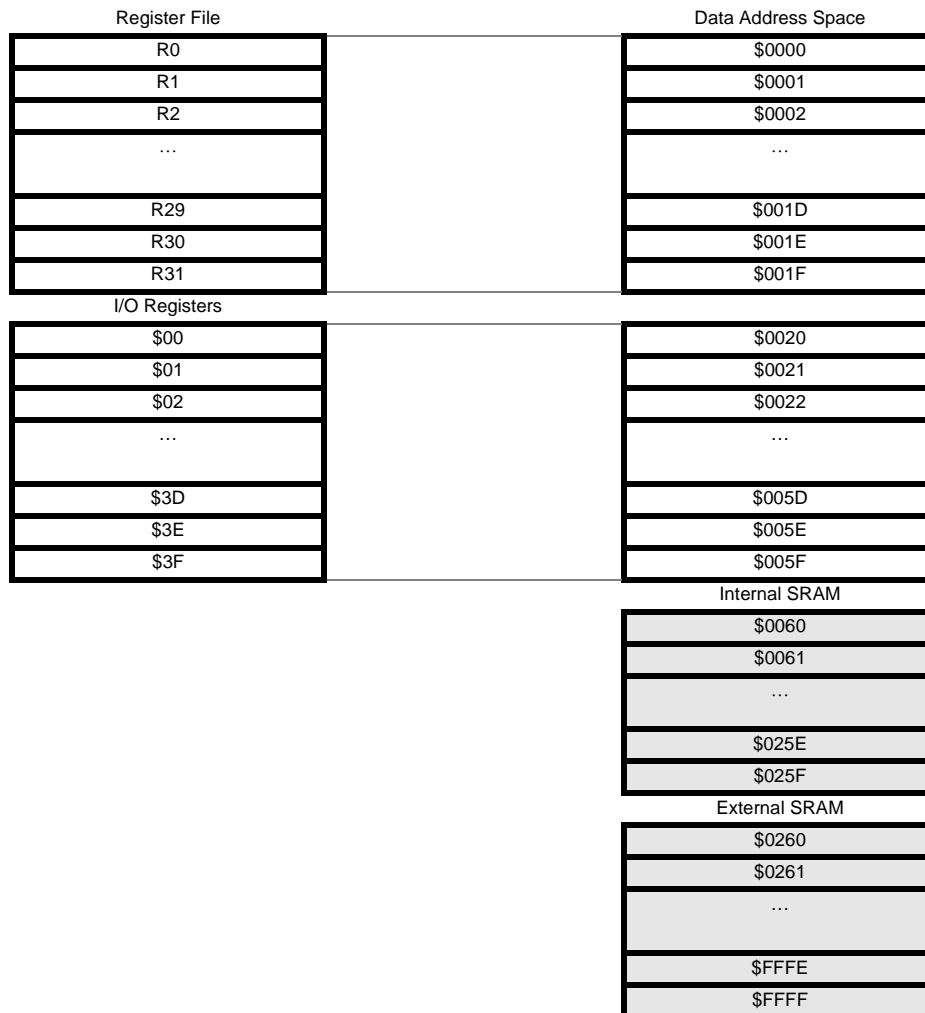 Register File Data Address Space
R0 $0000
R1 $0001
R2 $0002
… …
R29 $001D
R30 $001E
R31 $001F
I/O Registers
$00 $0020
$01 $0021
$02 $0022
… …
$3D $005D
$3E $005E
$3F $005F
Internal SRAM
$0060
$0061
…
$025E
$025F
External SRAM
$0260
$0261
…
$FFFE
$FFFF